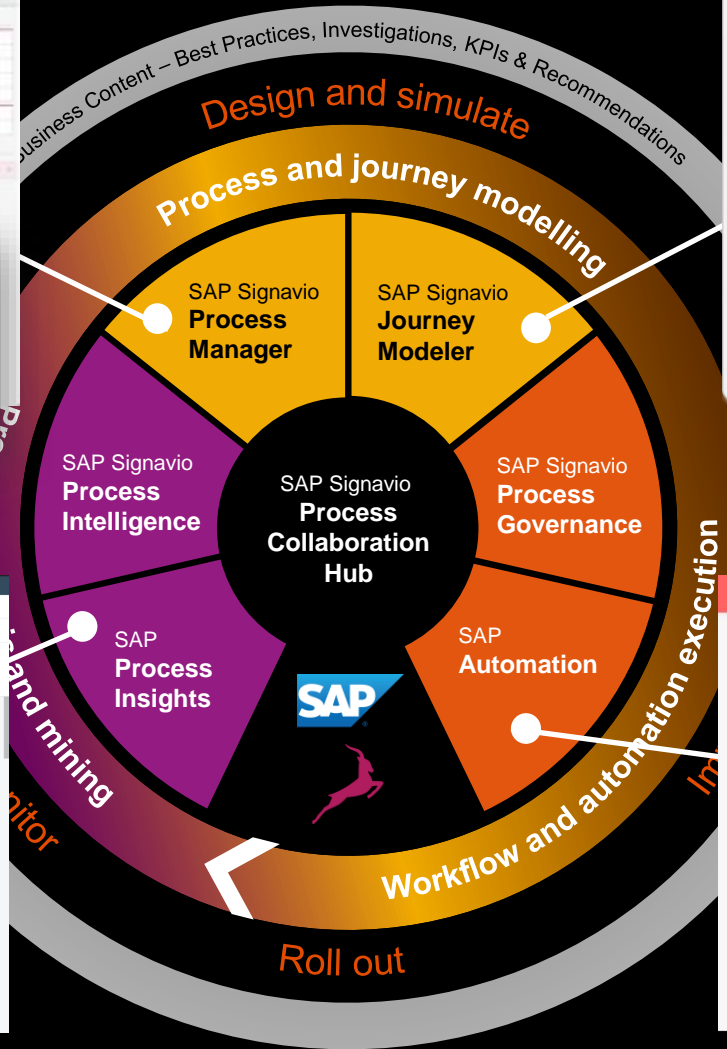 Business Content – Best Practices, Investigations, KPIs & Recommendations
Design and simulate
Process and journey modelling
SAP Signavio
Process
Manager
SAP Signavio
Journey
Modeler
SAP Signavio
Process
Intelligence
SAP Signavio
Process
Collaboration
Hub
SAP Signavio
Process
Governance
SAP
Process
Insights
SAP
Automation
SAP
and mining
Workflow and automation execution
Roll out